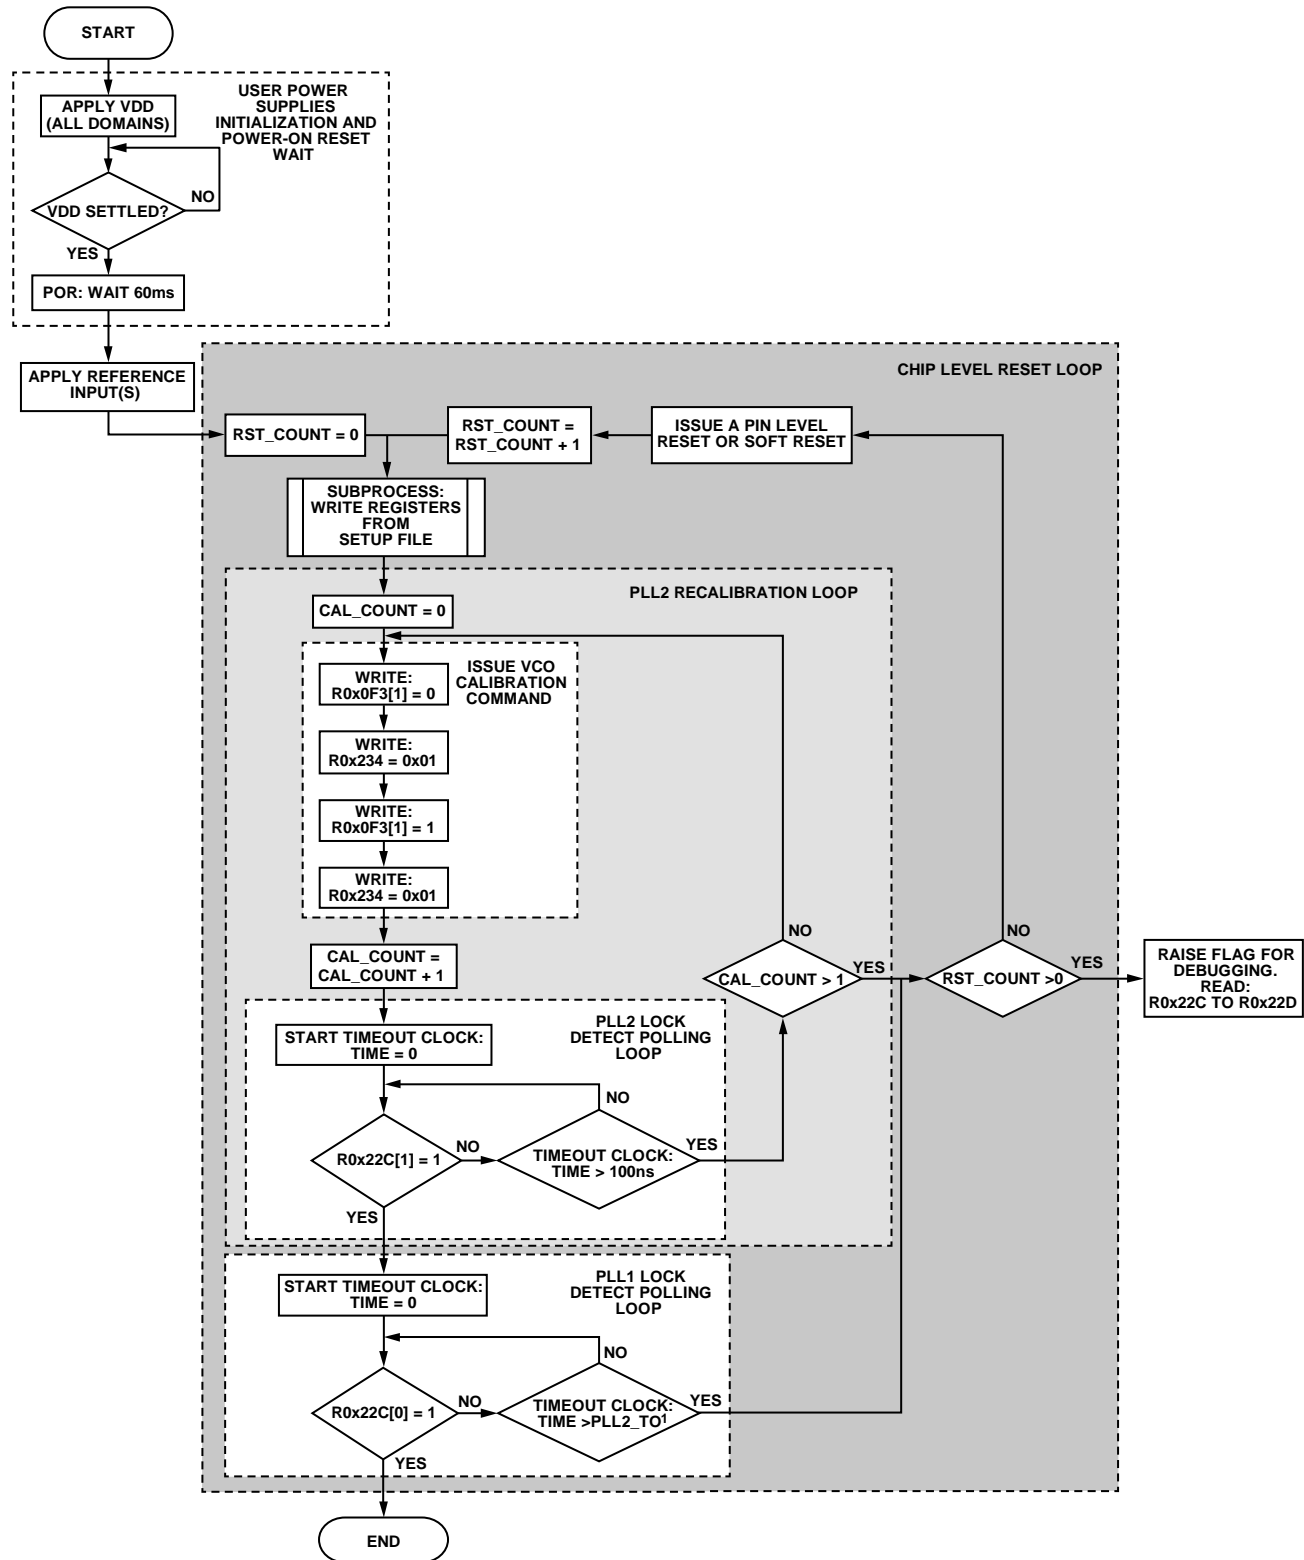 START
USER POWER
SUPPLIES
INITIALIZATION AND
POWER-ON RESET
WAIT
APPLY VDD
(ALL DOMAINS)
NO
VDD SETTLED?
YES
POR: WAIT 60ms
APPLY REFERENCE
INPUT(S)
CHIP LEVEL RESET LOOP
RST_COUNT = 0
RST_COUNT =
RST_COUNT + 1
ISSUE A PIN LEVEL
RESET OR SOFT RESET
SUBPROCESS:
WRITE REGISTERS
FROM
SETUP FILE
PLL2 RECALIBRATION LOOP
CAL_COUNT = 0
ISSUE VCO
CALIBRATION
COMMAND
WRITE:
R0x0F3[1] = 0
WRITE:
R0x234 = 0x01
WRITE:
R0x0F3[1] = 1
WRITE:
R0x234 = 0x01
CAL_COUNT =
CAL_COUNT + 1
NO
CAL_COUNT > 1
YES
NO
RST_COUNT >0
YES
RAISE FLAG FOR
DEBUGGING.
READ:
R0x22C TO R0x22D
PLL2 LOCK
DETECT POLLING
LOOP
START TIMEOUT CLOCK:
TIME = 0
NO
R0x22C[1] = 1
NO
TIMEOUT CLOCK:
TIME > 100ns
YES
YES
PLL1 LOCK
DETECT POLLING
LOOP
START TIMEOUT CLOCK:
TIME = 0
NO
R0x22C[0] = 1
NO
TIMEOUT CLOCK:
TIME >PLL2_TO1
YES
YES
END